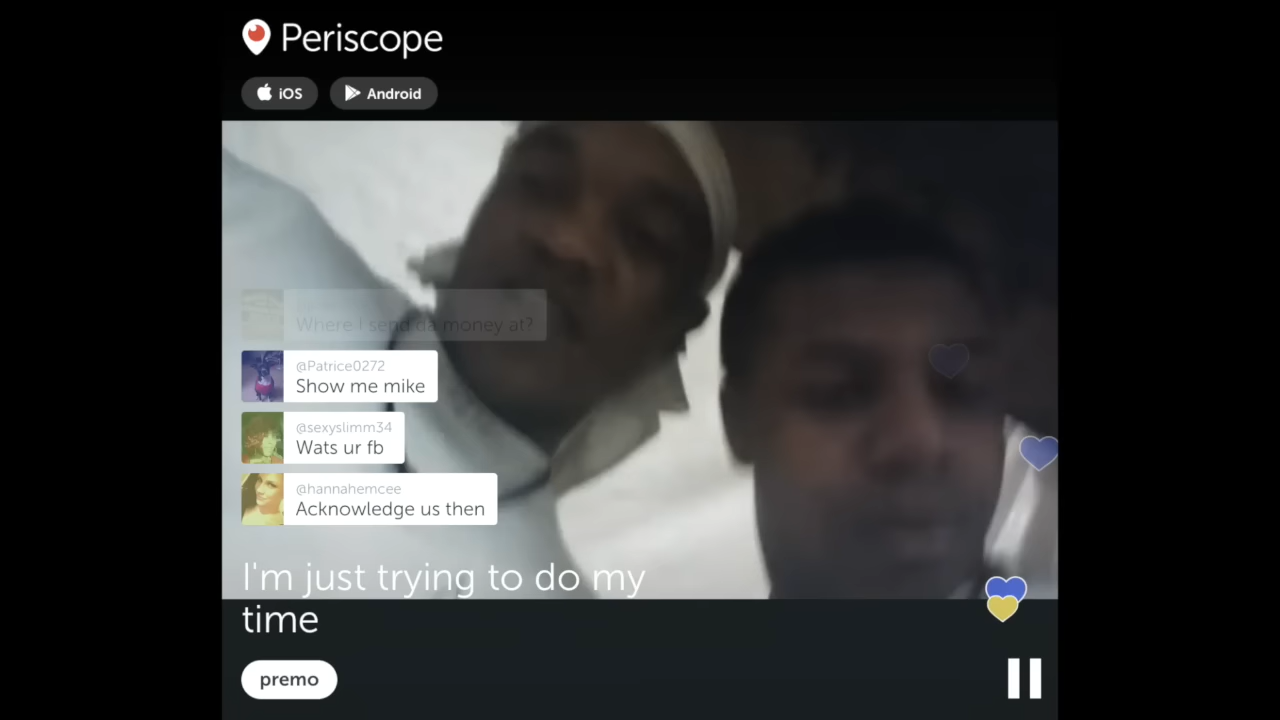 Periscope
iOS
Android
Where I send da money at?
@Patrice0272
Show me mike
@sexyslimm34
Wats ur fb
@hannahemcee
Acknowledge us then
I'm just trying to do my
time
premo